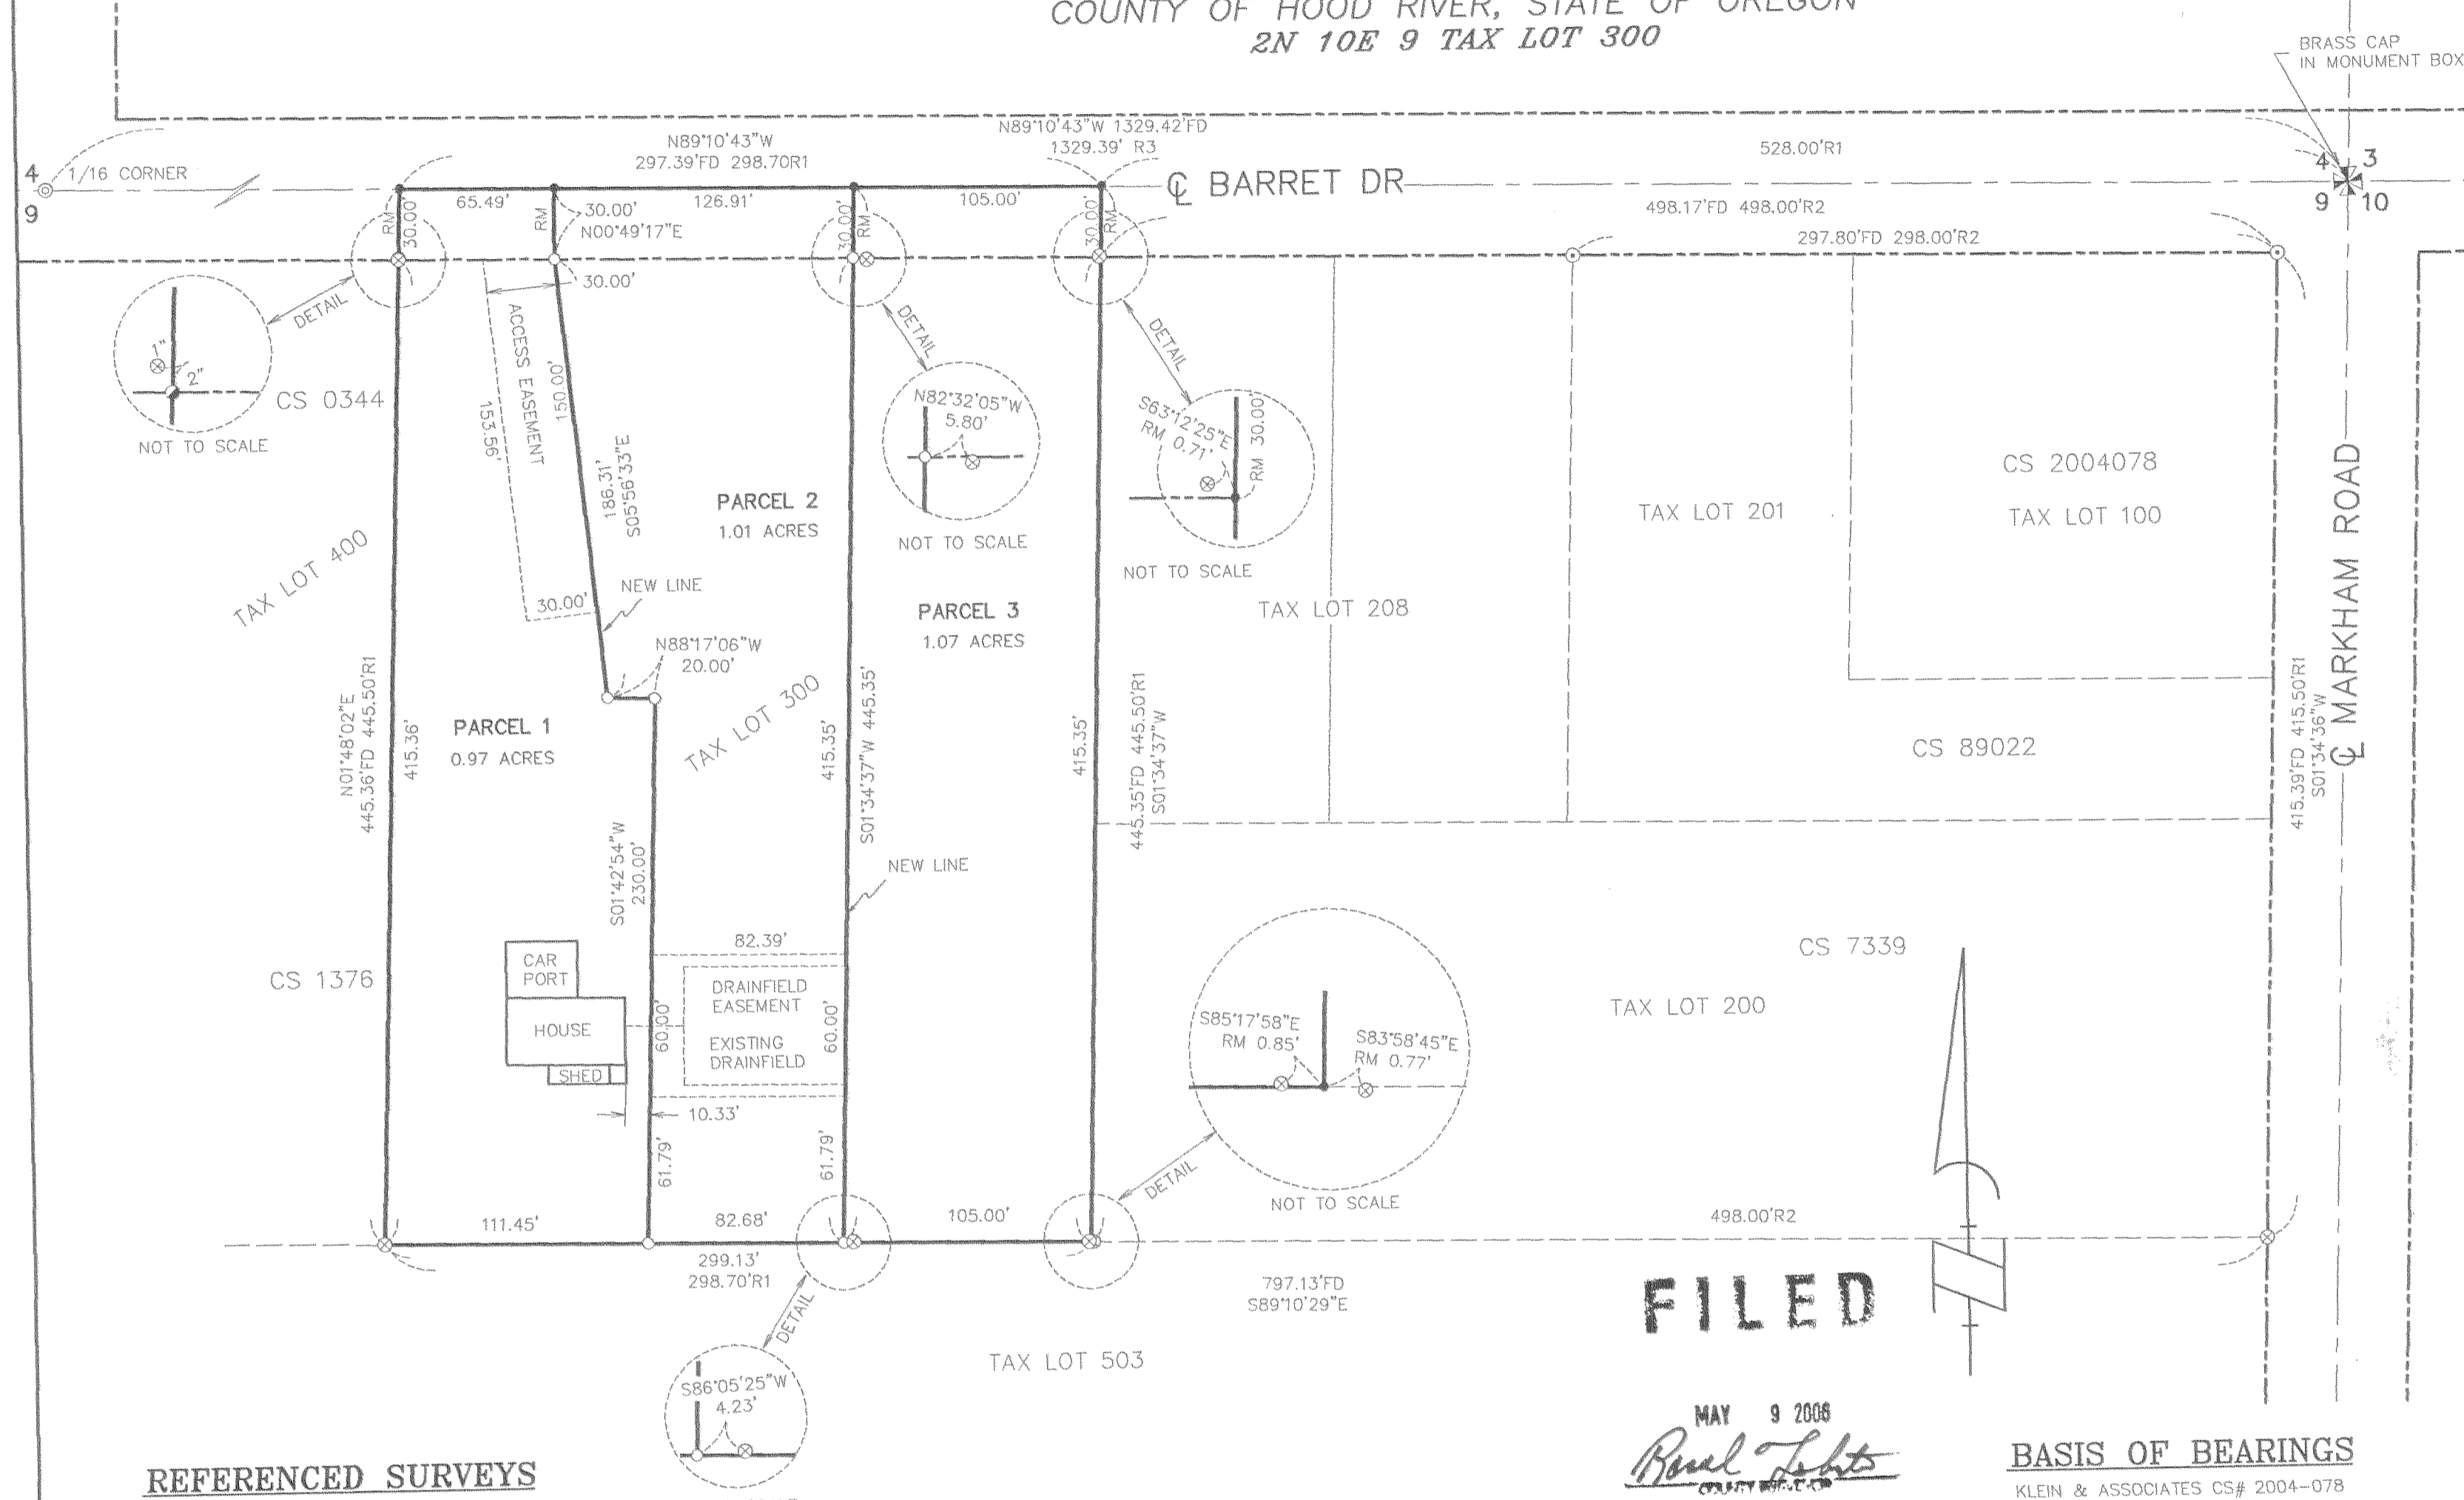 COUNTY OF HOOD RIVER, STATE OF OREGON
2N 10E 9 TAX LOT 300
BRASS CAP
IN MONUMENT BOX
N89°10'43"W
297.39'FD 298.70R1
N89°10'43"W 1329.42'FD
1329.39' R3
528.00'R1
4
1/16 CORNER
9
℄ BARRET DR
4
3
9
10
65.49'
30.00'
N00°49'17"E
126.91'
105.00'
498.17'FD 498.00'R2
297.80'FD 298.00'R2
RM
30.00'
RM
30.00'
RM
30.00'
RM
30.00'
DETAIL
1"
2"
NOT TO SCALE
CS 0344
ACCESS EASEMENT
153.56'
150.00'
186.31'
S05°56'33"E
30.00'
DETAIL
N82°32'05"W
5.80'
NOT TO SCALE
DETAIL
S63°12'25"E
RM 0.71'
RM 30.00'
NOT TO SCALE
PARCEL 2
1.01 ACRES
NEW LINE
N88°17'06"W
20.00'
PARCEL 3
1.07 ACRES
TAX LOT 400
TAX LOT 300
TAX LOT 208
TAX LOT 201
CS 2004078
TAX LOT 100
CS 89022
℄ MARKHAM ROAD
415.39'FD 415.50'R1
S01°34'36"W
N01°48'02"E
445.36'FD 445.50'R1
415.36'
PARCEL 1
0.97 ACRES
S01°42'54"W
230.00'
415.35'
S01°34'37"W 445.35'
415.35'
445.35'FD 445.50'R1
S01°34'37"W
NEW LINE
CS 1376
CAR
PORT
HOUSE
SHED
82.39'
DRAINFIELD
EASEMENT
EXISTING
DRAINFIELD
60.00'
60.00'
10.33'
61.79'
61.79'
S85°17'58"E
RM 0.85'
S83°58'45"E
RM 0.77'
DETAIL
NOT TO SCALE
CS 7339
TAX LOT 200
111.45'
82.68'
105.00'
498.00'R2
299.13'
298.70'R1
797.13'FD
S89°10'29"E
DETAIL
S86°05'25"W
4.23'
TAX LOT 503
FILED
MAY 9 2006
REFERENCED SURVEYS
BASIS OF BEARINGS
KLEIN & ASSOCIATES CS# 2004-078